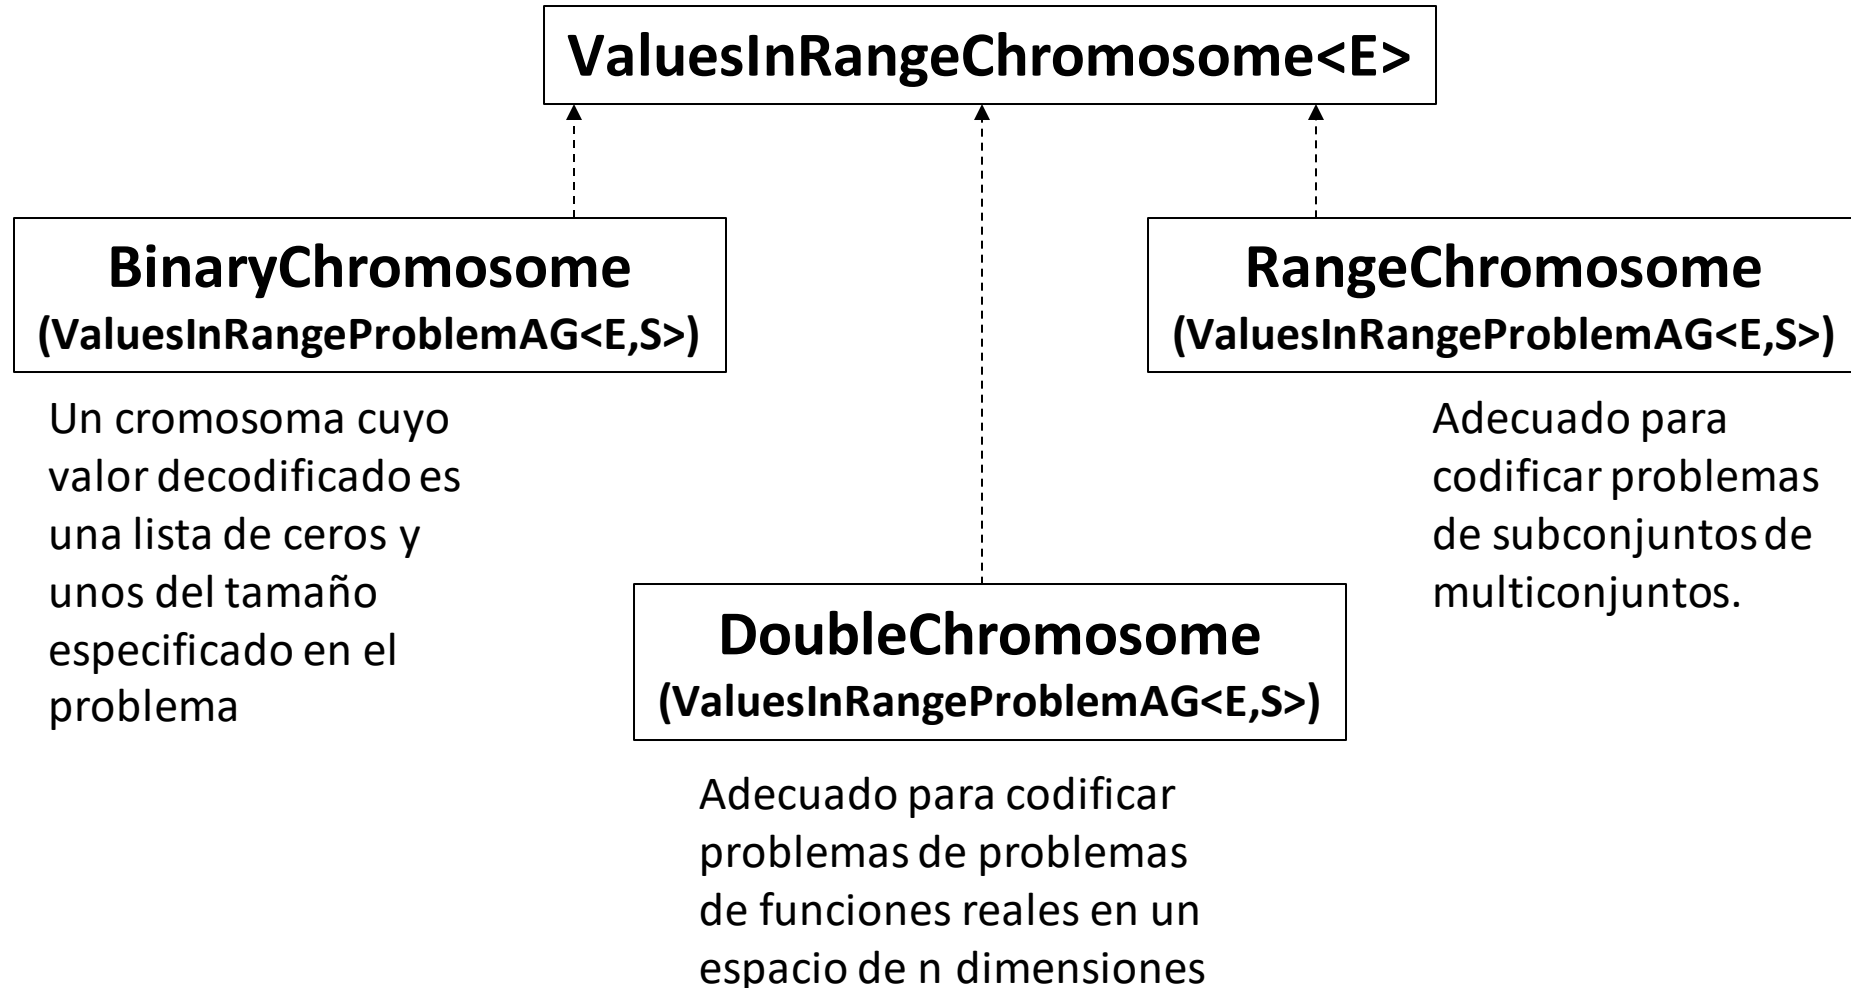 ValuesInRangeChromosome<E>
BinaryChromosome
(ValuesInRangeProblemAG<E,S>)
Un cromosoma cuyo
valor decodificado es
una lista de ceros y
unos del tamaño
especificado en el
problema
DoubleChromosome
(ValuesInRangeProblemAG<E,S>)
Adecuado para codificar
problemas de problemas
de funciones reales en un
espacio de n dimensiones
RangeChromosome
(ValuesInRangeProblemAG<E,S>)
Adecuado para
codificar problemas
de subconjuntos de
multiconjuntos.